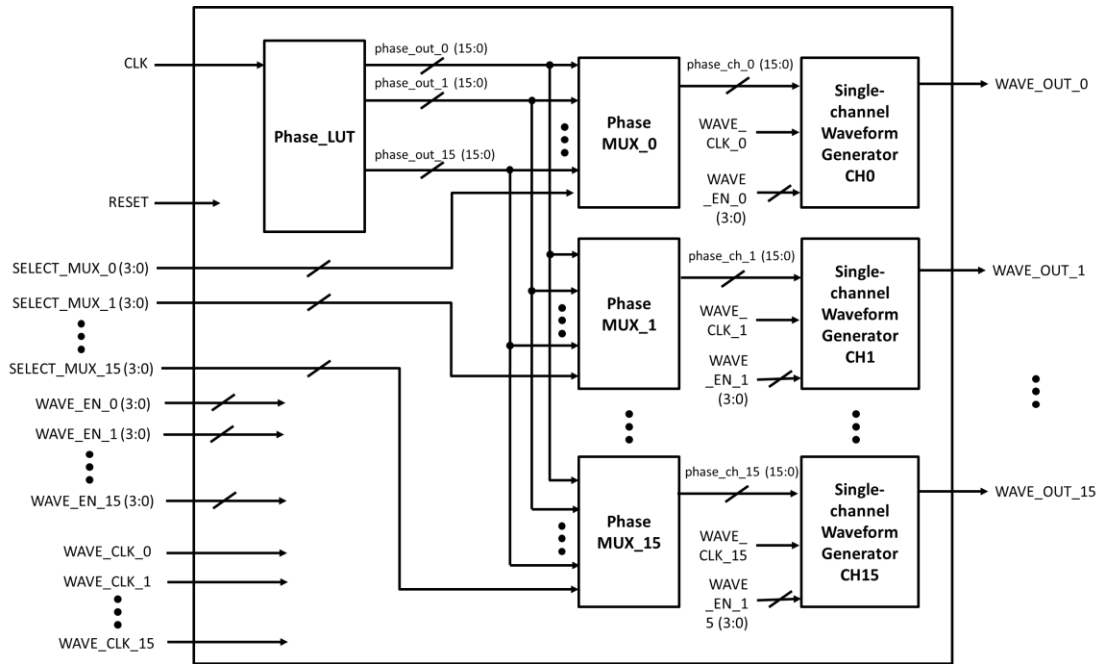 CLK
RESET
SELECT_MUX_0 (3:0)
SELECT_MUX_1 (3:0)
SELECT_MUX_15 (3:0)
WAVE_EN_0 (3:0)
WAVE_EN_1 (3:0)
WAVE_EN_15 (3:0)
WAVE_CLK_0
WAVE_CLK_1
WAVE_CLK_15
Phase_LUT
phase_out_0 (15:0)
phase_out_1 (15:0)
phase_out_15 (15:0)
Phase
MUX_0
phase_ch_0 (15:0)
WAVE_
CLK_0
WAVE
_EN_0
(3:0)
Single-
channel
Waveform
Generator
CH0
WAVE_OUT_0
Phase
MUX_1
phase_ch_1 (15:0)
WAVE_
CLK_1
WAVE
_EN_1
(3:0)
Single-
channel
Waveform
Generator
CH1
WAVE_OUT_1
Phase
MUX_15
phase_ch_15 (15:0)
WAVE_
CLK_15
WAVE
_EN_1
5 (3:0)
Single-
channel
Waveform
Generator
CH15
WAVE_OUT_15